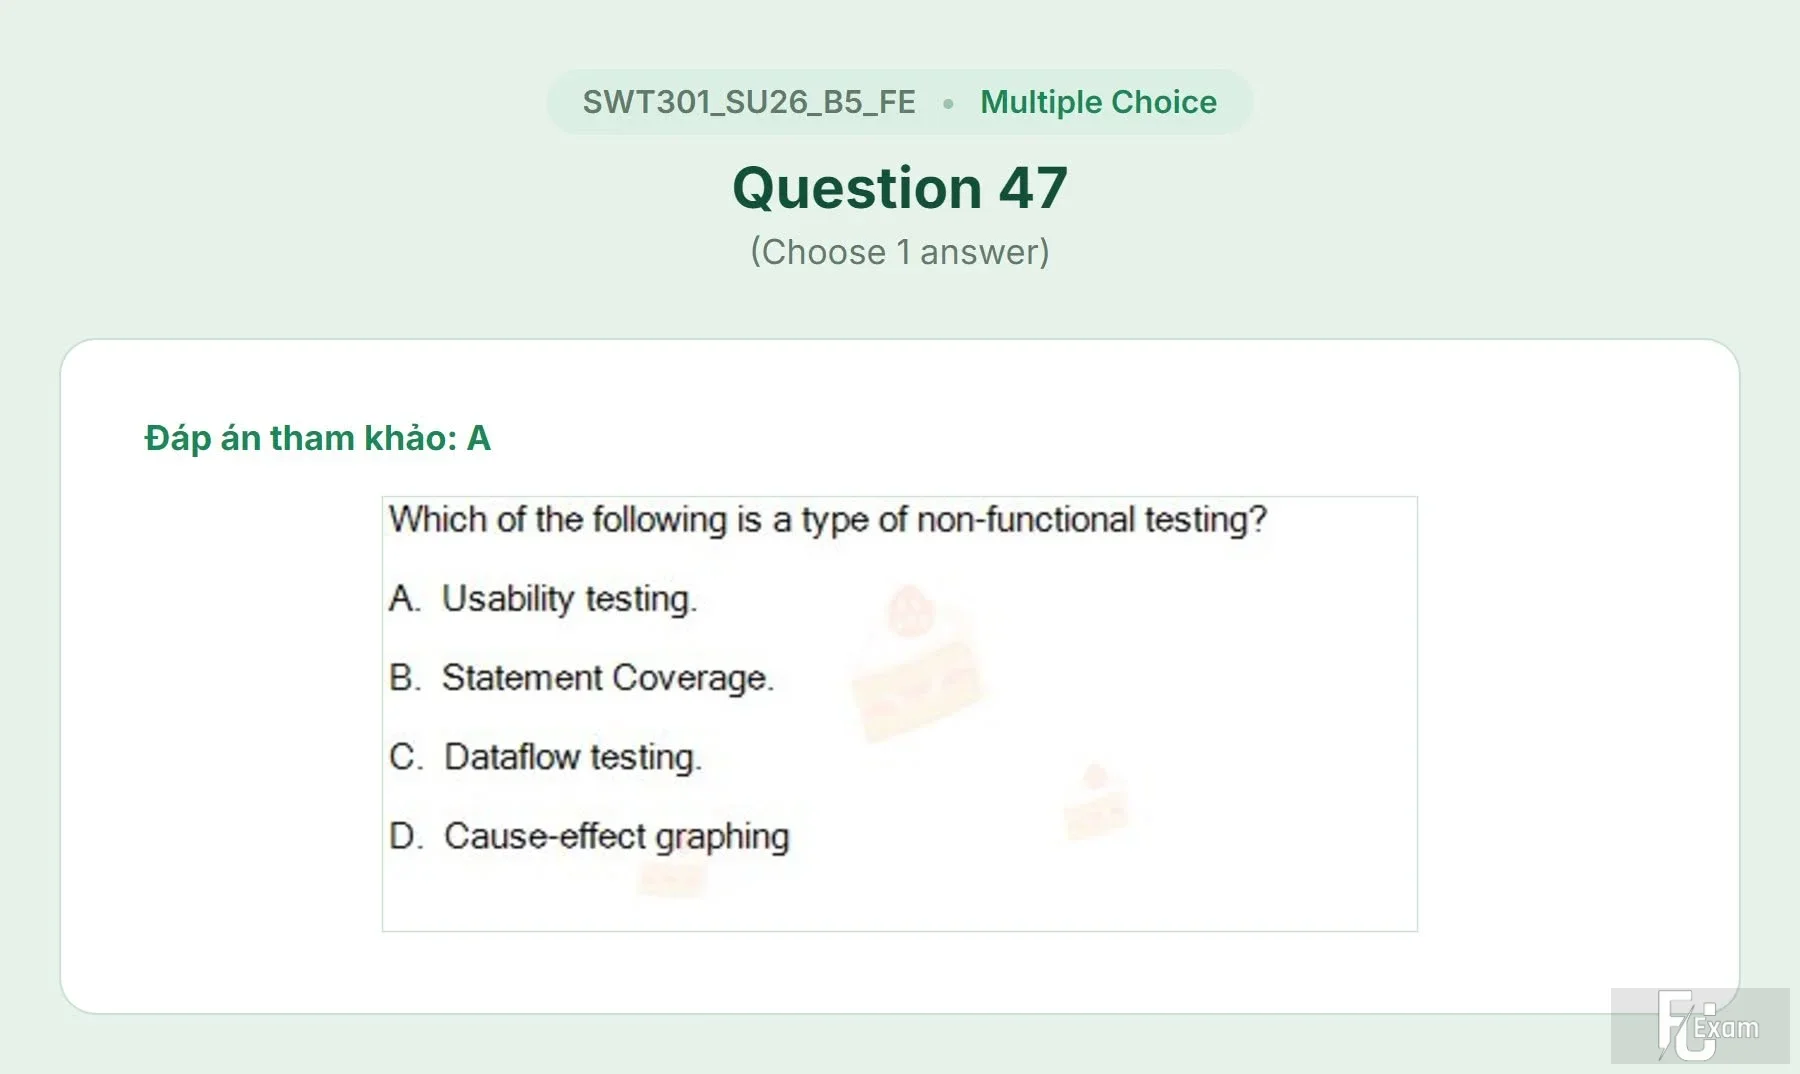 SWT301_SU26_B5_FE • Multiple Choice
Question 47
(Choose 1 answer)
Đáp án tham khảo: A
Which of the following is a type of non-functional testing?
A. Usability testing.
B. Statement Coverage.
C. Dataflow testing.
D. Cause-effect graphing
FU Exam